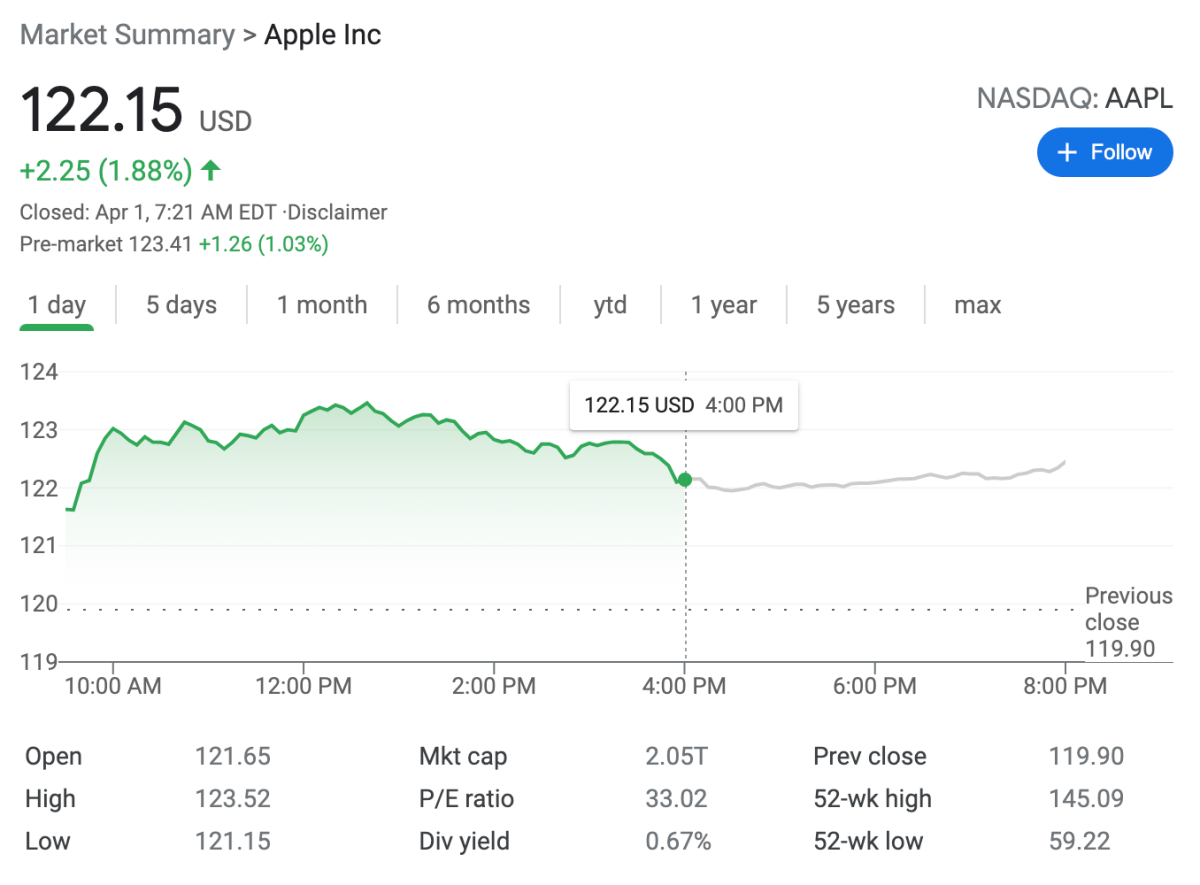 Market Summary > Apple Inc
122.15 USD
NASDAQ: AAPL
+ Follow
+2.25 (1.88%) ↑
Closed: Apr 1, 7:21 AM EDT ·Disclaimer
Pre-market 123.41 +1.26 (1.03%)
1 day 5 days 1 month 6 months ytd 1 year 5 years max
124
123
122
121
120
119
122.15 USD 4:00 PM
Previous
close
119.90
10:00 AM 12:00 PM 2:00 PM 4:00 PM 6:00 PM 8:00 PM
Open 121.65 Mkt cap 2.05T Prev close 119.90
High 123.52 P/E ratio 33.02 52-wk high 145.09
Low 121.15 Div yield 0.67% 52-wk low 59.22